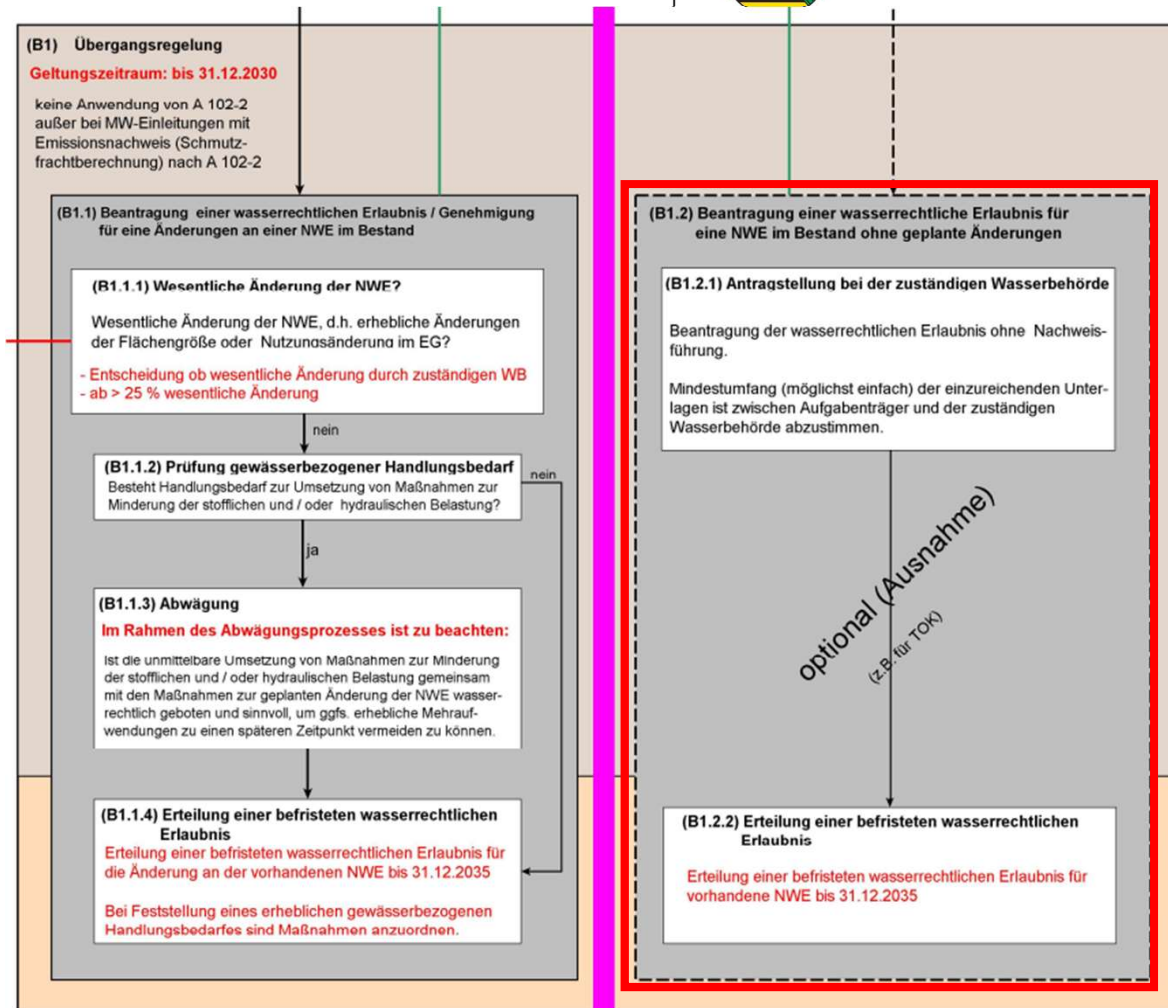 (B1) Übergangsregelung
Geltungszeitraum: bis 31.12.2030
keine Anwendung von A 102-2
außer bei MW-Einleitungen mit
Emissionsnachweis (Schmutz-
frachtberechnung) nach A 102-2
(B1.1) Beantragung einer wasserrechtlichen Erlaubnis / Genehmigung
für eine Änderungen an einer NWE im Bestand
(B1.1.1) Wesentliche Änderung der NWE?
Wesentliche Änderung der NWE, d.h. erhebliche Änderungen
der Flächengröße oder Nutzungsänderung im EG?
- Entscheidung ob wesentliche Änderung durch zuständigen WB
- ab > 25 % wesentliche Änderung
nein
(B1.1.2) Prüfung gewässerbezogener Handlungsbedarf
Besteht Handlungsbedarf zur Umsetzung von Maßnahmen zur
Minderung der stofflichen und / oder hydraulischen Belastung?
nein
ja
(B1.1.3) Abwägung
Im Rahmen des Abwägungsprozesses ist zu beachten:
Ist die unmittelbare Umsetzung von Maßnahmen zur Minderung
der stofflichen und / oder hydraulischen Belastung gemeinsam
mit den Maßnahmen zur geplanten Änderung der NWE wasser-
rechtlich geboten und sinnvoll, um ggfs. erhebliche Mehrauf-
wendungen zu einen späteren Zeitpunkt vermeiden zu können.
(B1.1.4) Erteilung einer befristeten wasserrechtlichen
Erlaubnis
Erteilung einer befristeten wasserrechtlichen Erlaubnis für
die Änderung an der vorhandenen NWE bis 31.12.2035
Bei Feststellung eines erheblichen gewässerbezogenen
Handlungsbedarfes sind Maßnahmen anzuordnen.
(B1.2) Beantragung einer wasserrechtliche Erlaubnis für
eine NWE im Bestand ohne geplante Änderungen
(B1.2.1) Antragstellung bei der zuständigen Wasserbehörde
Beantragung der wasserrechtlichen Erlaubnis ohne Nachweis-
führung.
Mindestumfang (möglichst einfach) der einzureichenden Unter-
lagen ist zwischen Aufgabenträger und der zuständigen
Wasserbehörde abzustimmen.
optional (Ausnahme)
(z.B. für TOK)
(B1.2.2) Erteilung einer befristeten wasserrechtlichen
Erlaubnis
Erteilung einer befristeten wasserrechtlichen Erlaubnis für
vorhandene NWE bis 31.12.2035